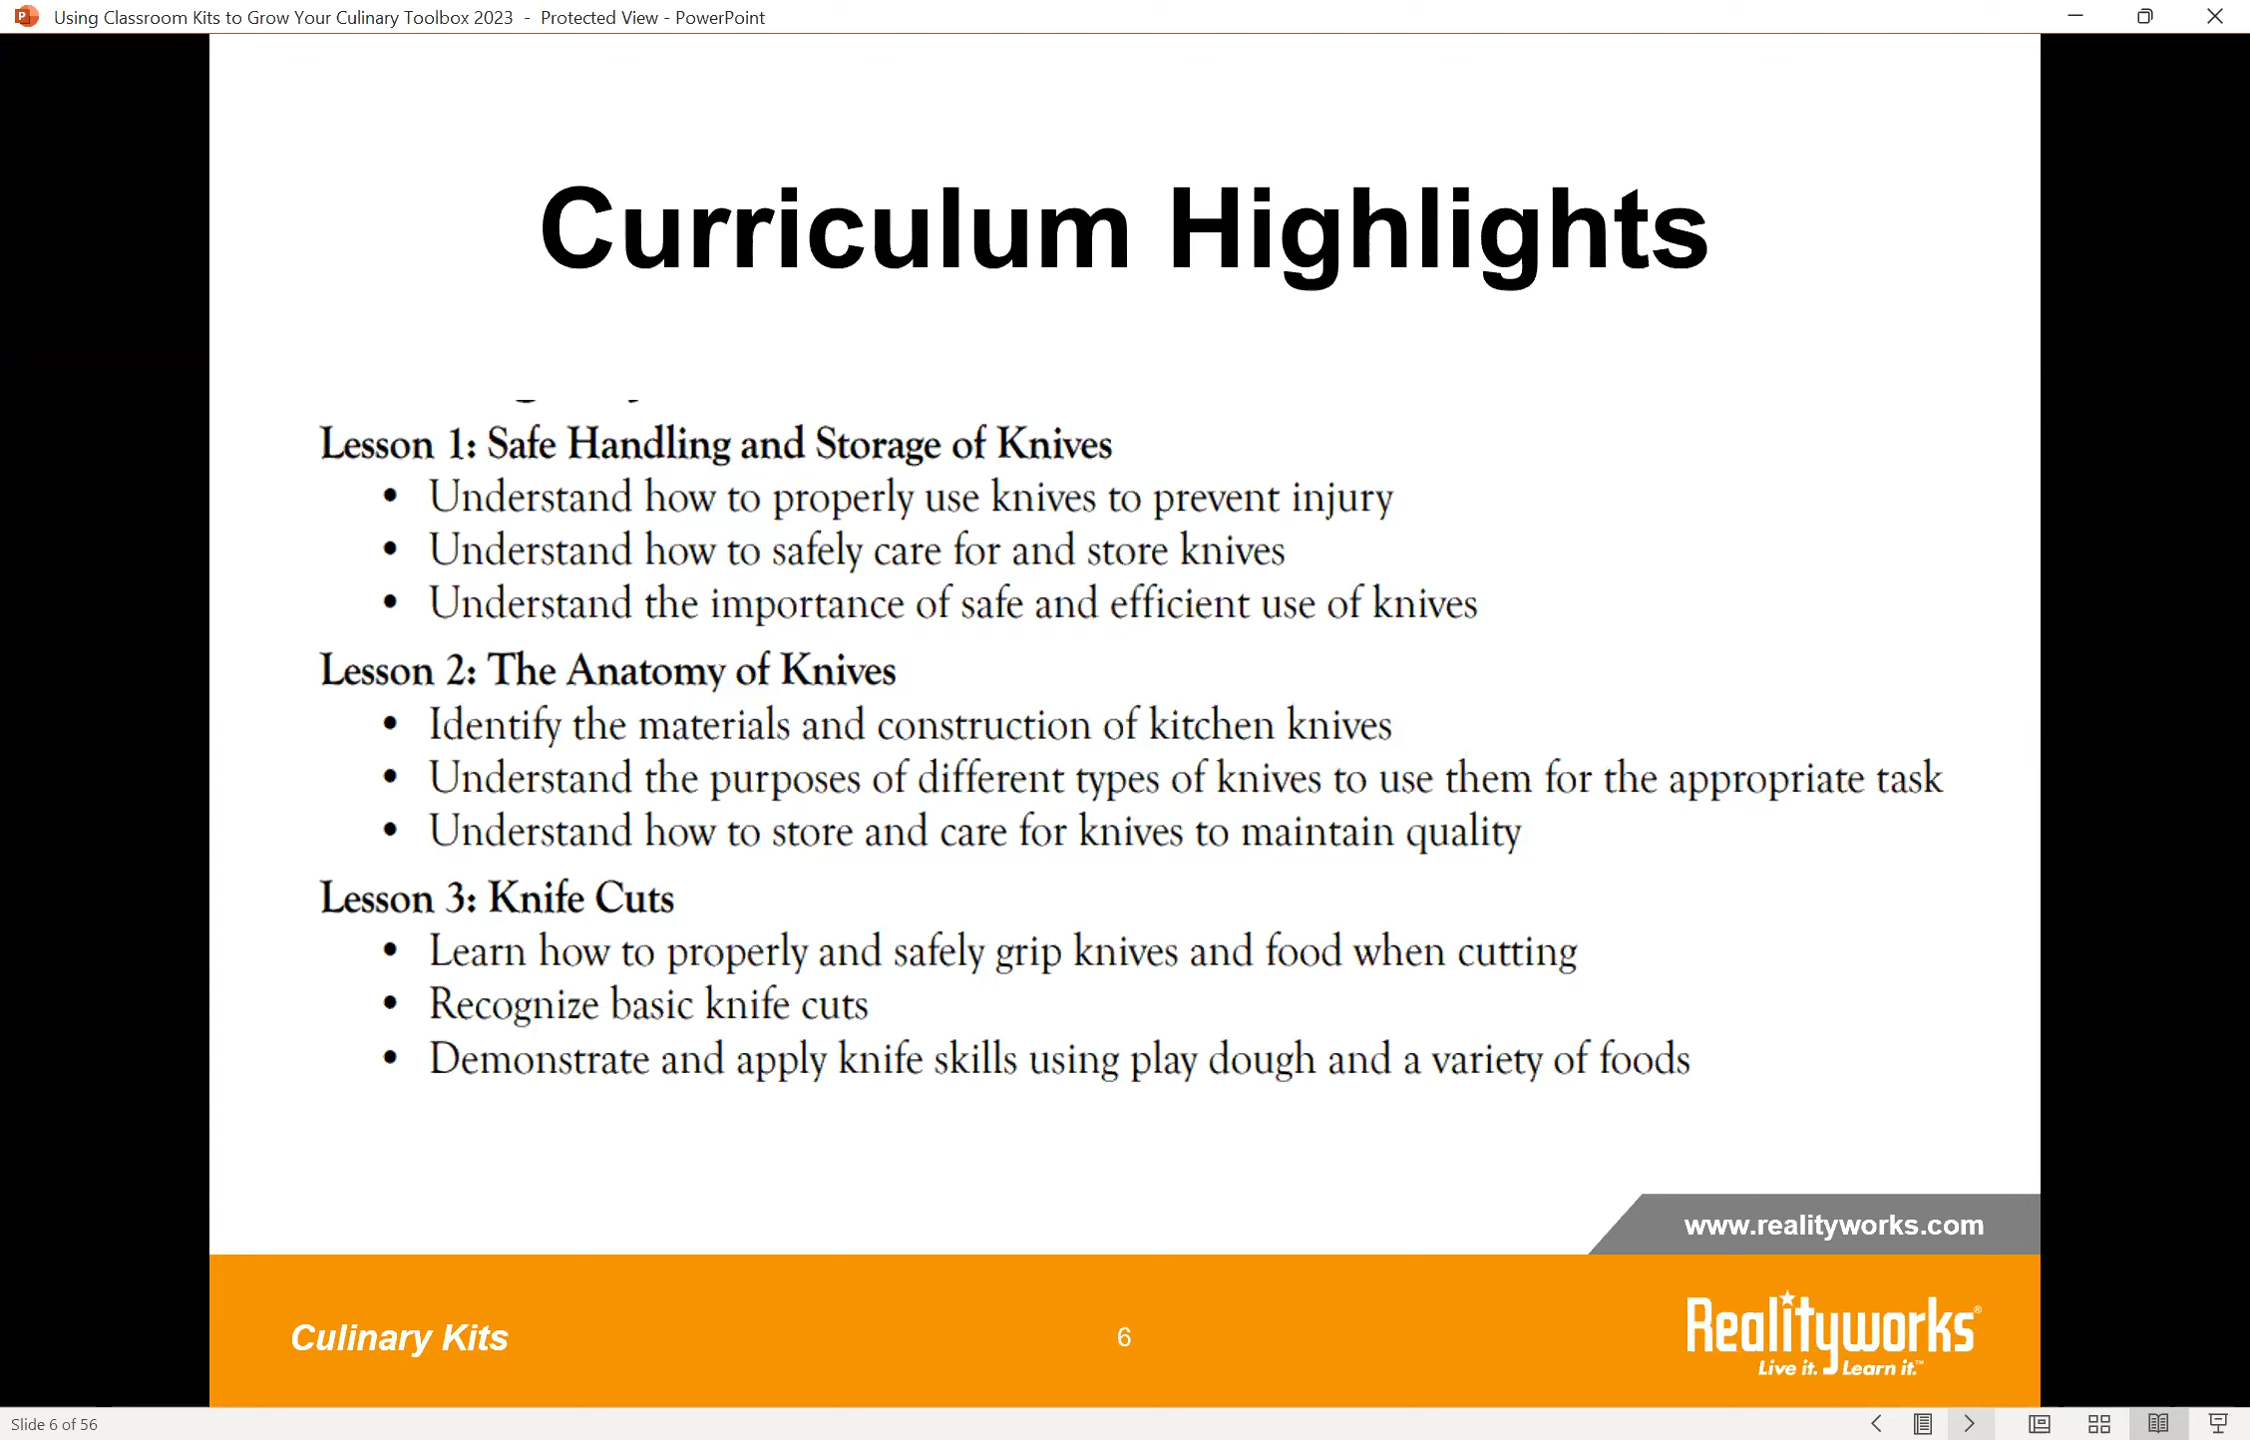 Using Classroom Kits to Grow Your Culinary Toolbox 2023 - Protected View - PowerPoint
Curriculum Highlights
Lesson 1: Safe Handling and Storage of Knives
• Understand how to properly use knives to prevent injury
• Understand how to safely care for and store knives
• Understand the importance of safe and efficient use of knives
Lesson 2: The Anatomy of Knives
• Identify the materials and construction of kitchen knives
• Understand the purposes of different types of knives to use them for the appropriate task
• Understand how to store and care for knives to maintain quality
Lesson 3: Knife Cuts
• Learn how to properly and safely grip knives and food when cutting
• Recognize basic knife cuts
• Demonstrate and apply knife skills using play dough and a variety of foods
www.realityworks.com
Culinary Kits
6
Realityworks®
Live it. Learn it.™
Slide 6 of 56